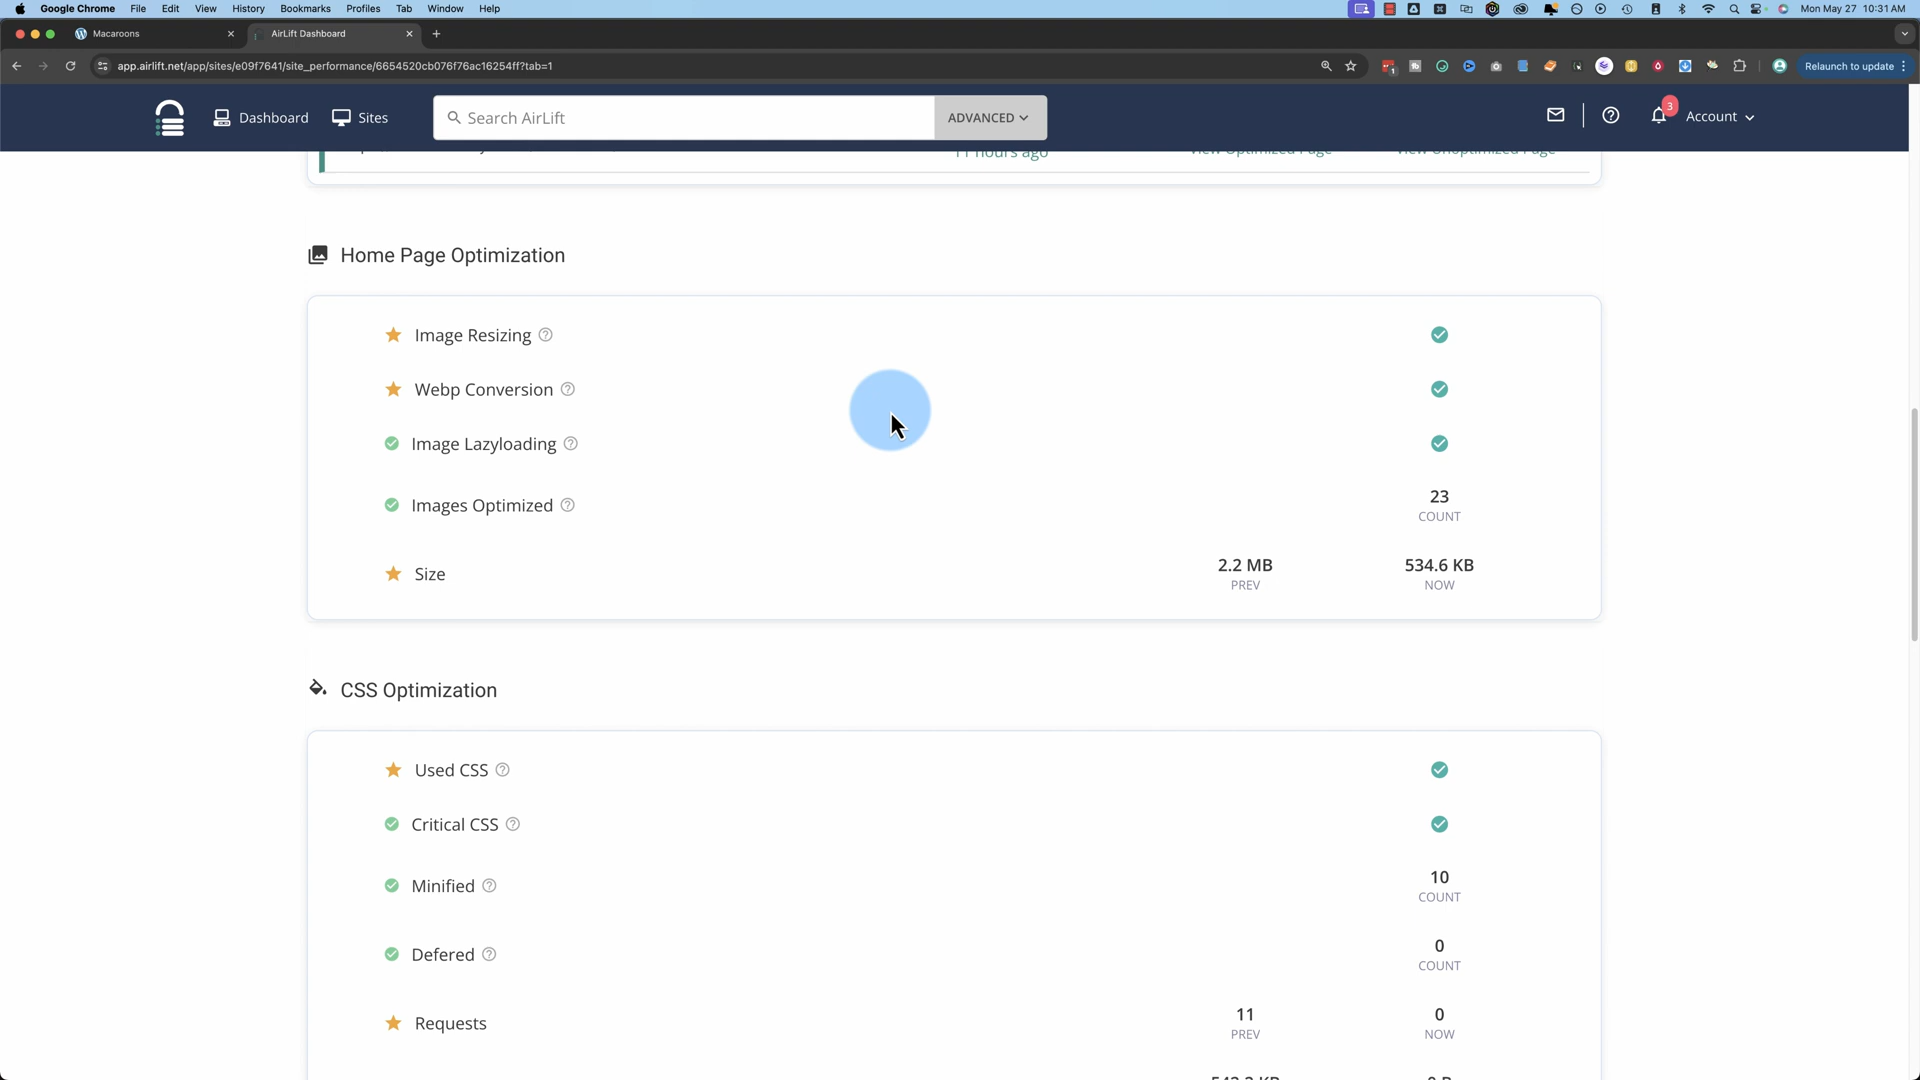 Google Chrome File Edit View History Bookmarks Profiles Tab Window Help Mon May 27 10:31 AM
Macaroons AirLift Dashboard
app.airlift.net/app/sites/e09f7641/site_performance/6654520cb076f76ac16254ff?tab=1 1 Relaunch to update
Dashboard Sites Search AirLift ADVANCED 3 Account
11 hours ago View Optimized Page View Unoptimized Page
Home Page Optimization
Image Resizing
Webp Conversion
Image Lazyloading
Images Optimized 23
COUNT
Size 2.2 MB 534.6 KB
PREV NOW
CSS Optimization
Used CSS
Critical CSS
Minified 10
COUNT
Defered 0
COUNT
Requests 11 0
PREV NOW